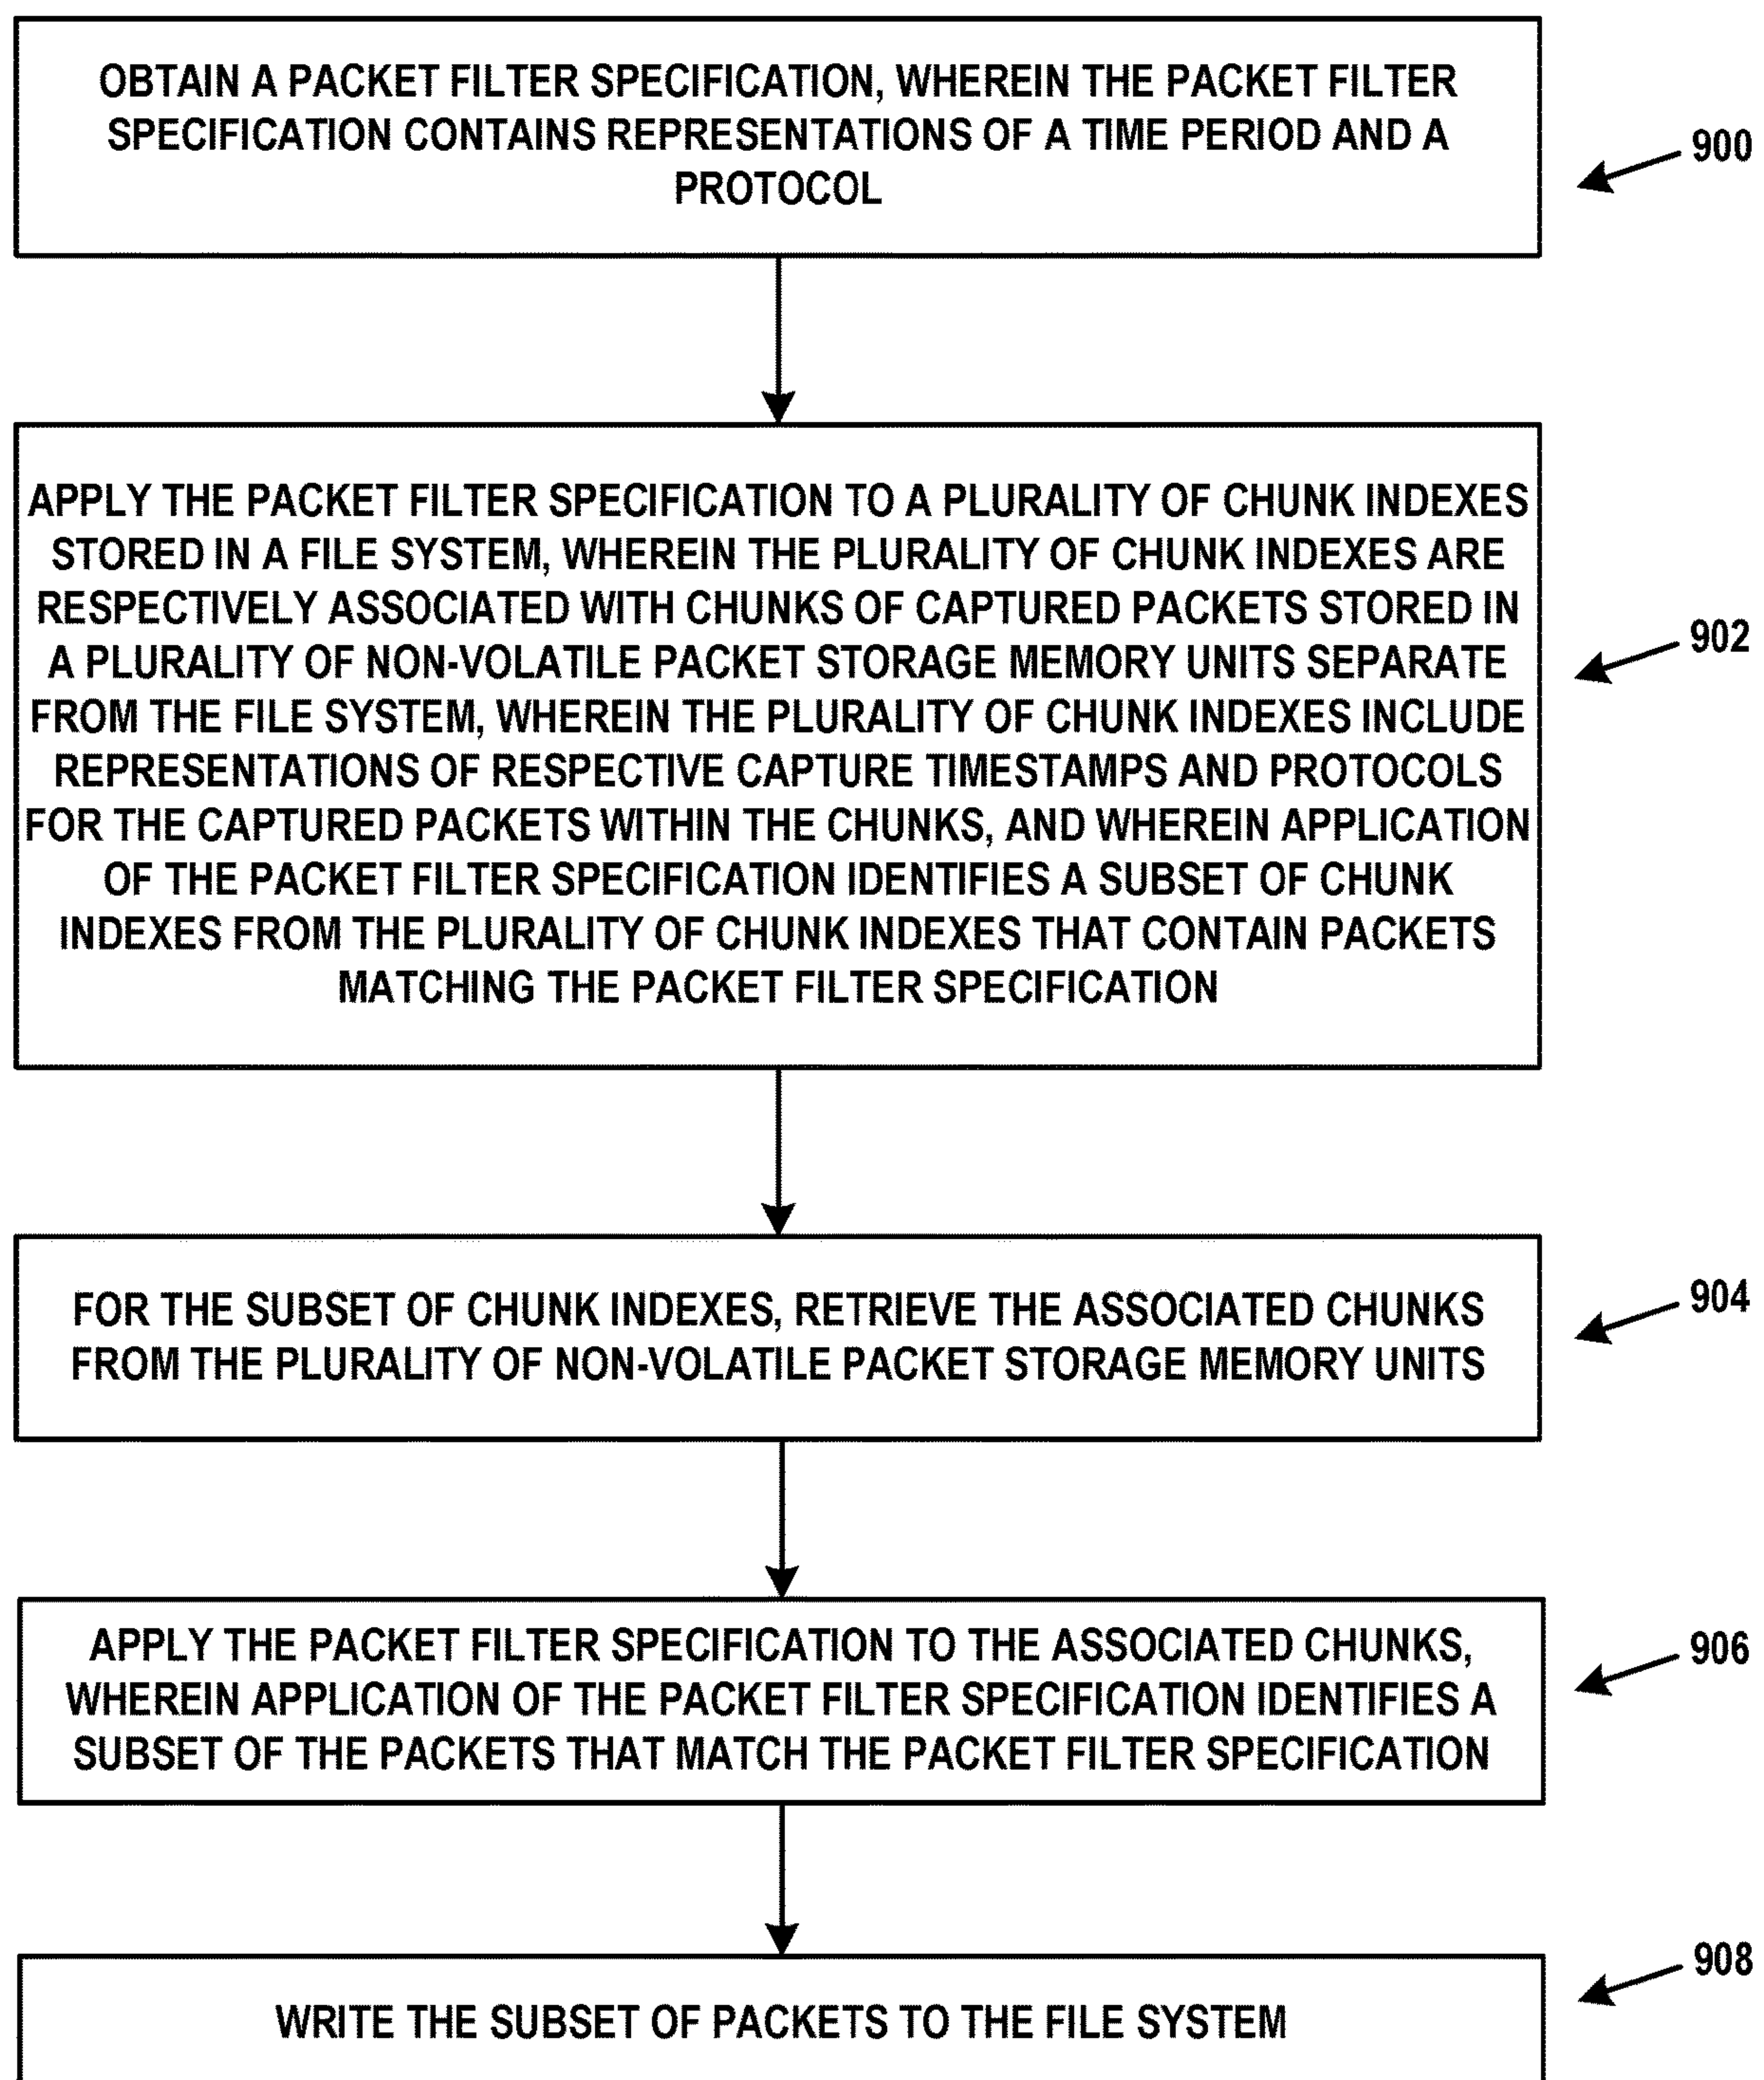 OBTAIN A PACKET FILTER SPECIFICATION, WHEREIN THE PACKET FILTER
SPECIFICATION CONTAINS REPRESENTATIONS OF A TIME PERIOD AND A
PROTOCOL
900
APPLY THE PACKET FILTER SPECIFICATION TO A PLURALITY OF CHUNK INDEXES
STORED IN A FILE SYSTEM, WHEREIN THE PLURALITY OF CHUNK INDEXES ARE
RESPECTIVELY ASSOCIATED WITH CHUNKS OF CAPTURED PACKETS STORED IN
A PLURALITY OF NON-VOLATILE PACKET STORAGE MEMORY UNITS SEPARATE
FROM THE FILE SYSTEM, WHEREIN THE PLURALITY OF CHUNK INDEXES INCLUDE
REPRESENTATIONS OF RESPECTIVE CAPTURE TIMESTAMPS AND PROTOCOLS
FOR THE CAPTURED PACKETS WITHIN THE CHUNKS, AND WHEREIN APPLICATION
OF THE PACKET FILTER SPECIFICATION IDENTIFIES A SUBSET OF CHUNK
INDEXES FROM THE PLURALITY OF CHUNK INDEXES THAT CONTAIN PACKETS
MATCHING THE PACKET FILTER SPECIFICATION
902
FOR THE SUBSET OF CHUNK INDEXES, RETRIEVE THE ASSOCIATED CHUNKS
FROM THE PLURALITY OF NON-VOLATILE PACKET STORAGE MEMORY UNITS
904
APPLY THE PACKET FILTER SPECIFICATION TO THE ASSOCIATED CHUNKS,
WHEREIN APPLICATION OF THE PACKET FILTER SPECIFICATION IDENTIFIES A
SUBSET OF THE PACKETS THAT MATCH THE PACKET FILTER SPECIFICATION
906
WRITE THE SUBSET OF PACKETS TO THE FILE SYSTEM
908